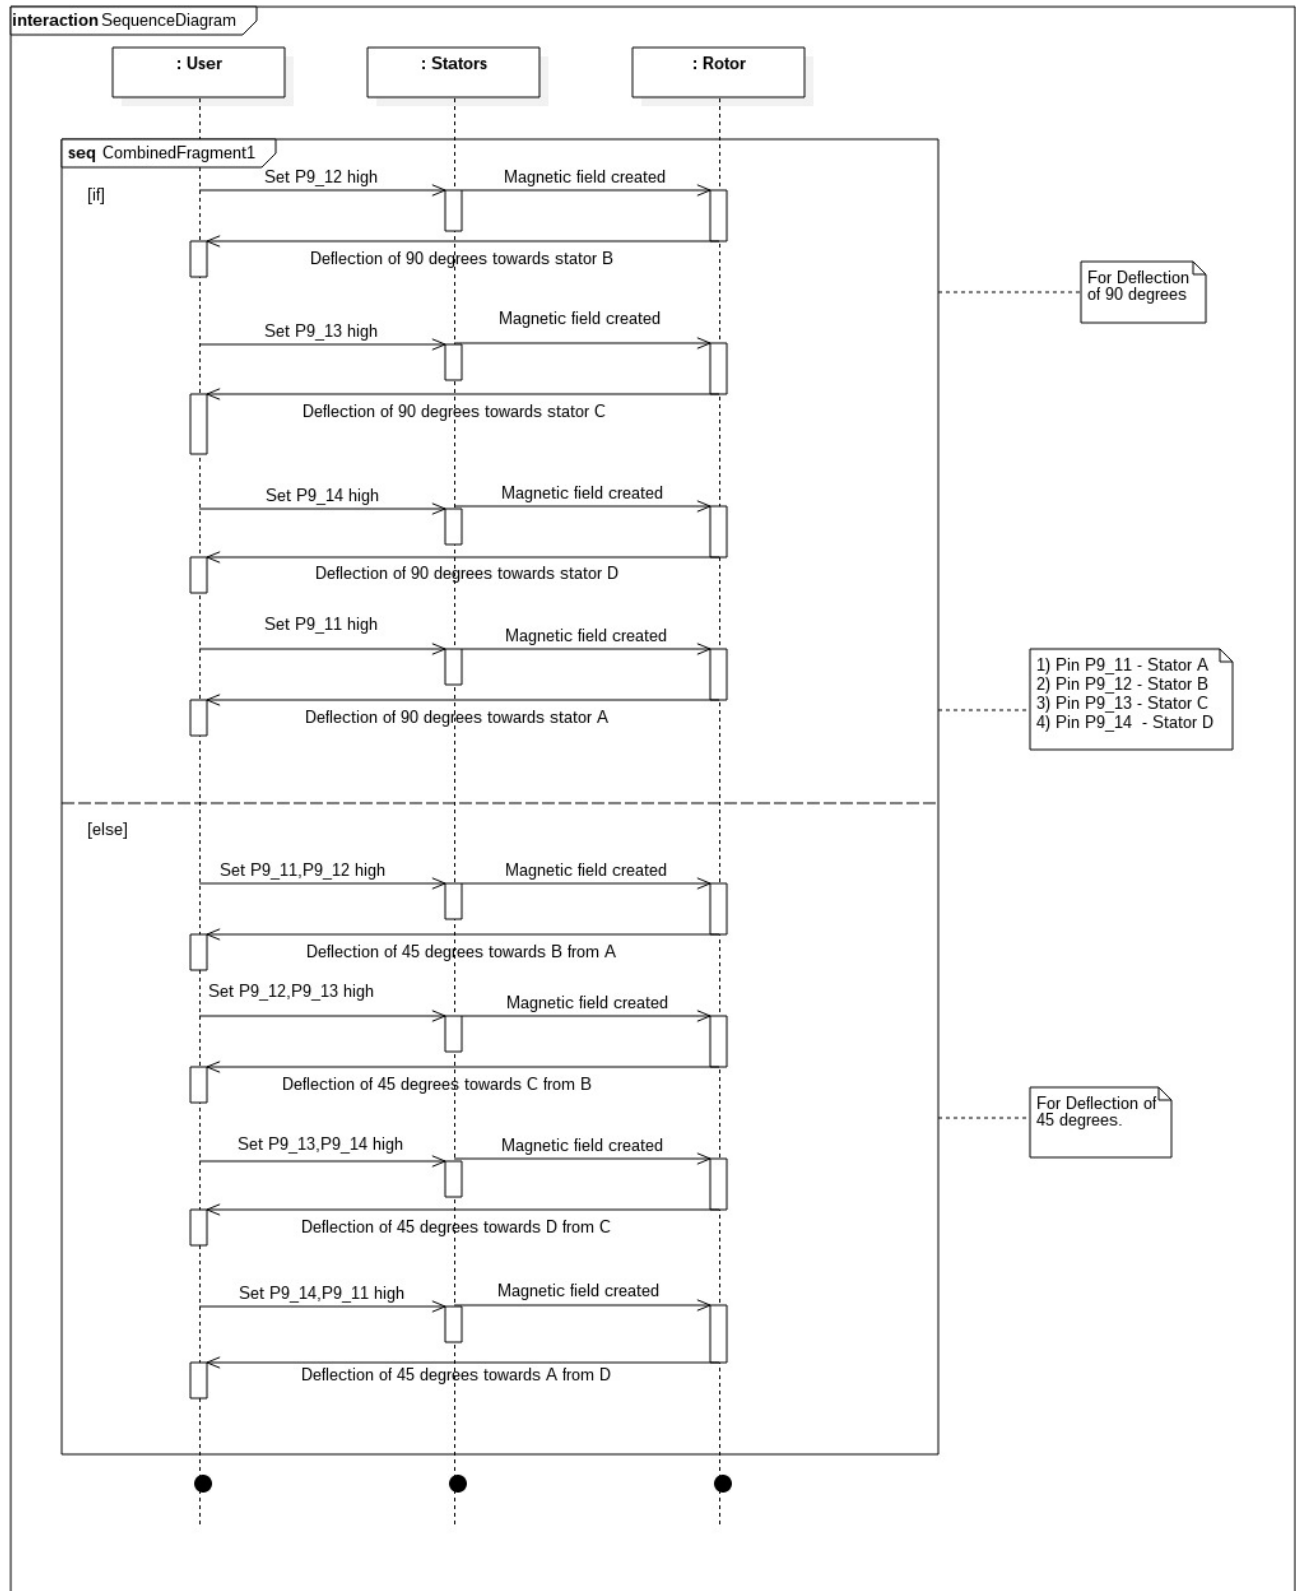 interaction SequenceDiagram
: User
: Stators
: Rotor
seq CombinedFragment1
[if]
Set P9_12 high
Magnetic field created
Deflection of 90 degrees towards stator B
For Deflection
of 90 degrees
Set P9_13 high
Magnetic field created
Deflection of 90 degrees towards stator C
Set P9_14 high
Magnetic field created
Deflection of 90 degrees towards stator D
Set P9_11 high
Magnetic field created
Deflection of 90 degrees towards stator A
1) Pin P9_11 - Stator A
2) Pin P9_12 - Stator B
3) Pin P9_13 - Stator C
4) Pin P9_14  - Stator D
[else]
Set P9_11,P9_12 high
Magnetic field created
Deflection of 45 degrees towards B from A
Set P9_12,P9_13 high
Magnetic field created
Deflection of 45 degrees towards C from B
For Deflection of
45 degrees.
Set P9_13,P9_14 high
Magnetic field created
Deflection of 45 degrees towards D from C
Set P9_14,P9_11 high
Magnetic field created
Deflection of 45 degrees towards A from D